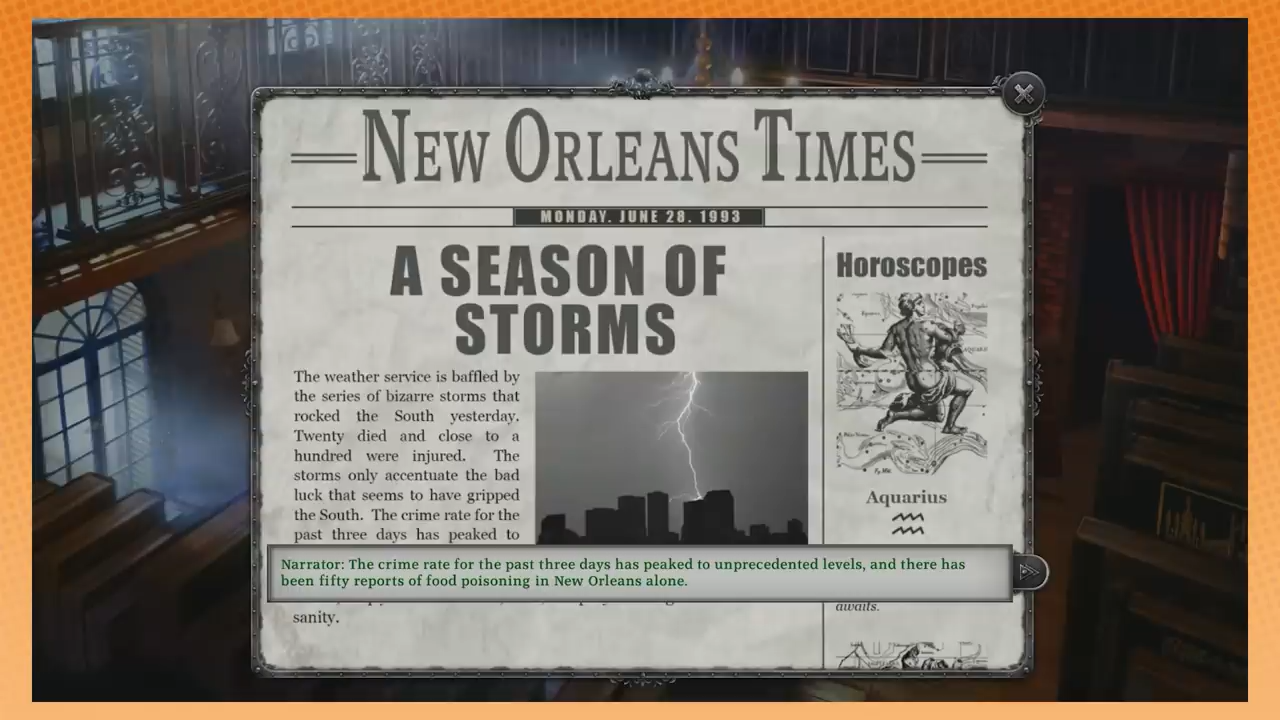 NEW ORLEANS TIMES
MONDAY. JUNE 28. 1993
A SEASON OF
STORMS
The weather service is baffled by
the series of bizarre storms that
rocked the South yesterday.
Twenty died and close to a
hundred were injured. The
storms only accentuate the bad
luck that seems to have gripped
the South. The crime rate for the
past three days has peaked to
sanity.
Horoscopes
Aquarius
awaits.
Narrator: The crime rate for the past three days has peaked to unprecedented levels, and there has
been fifty reports of food poisoning in New Orleans alone.